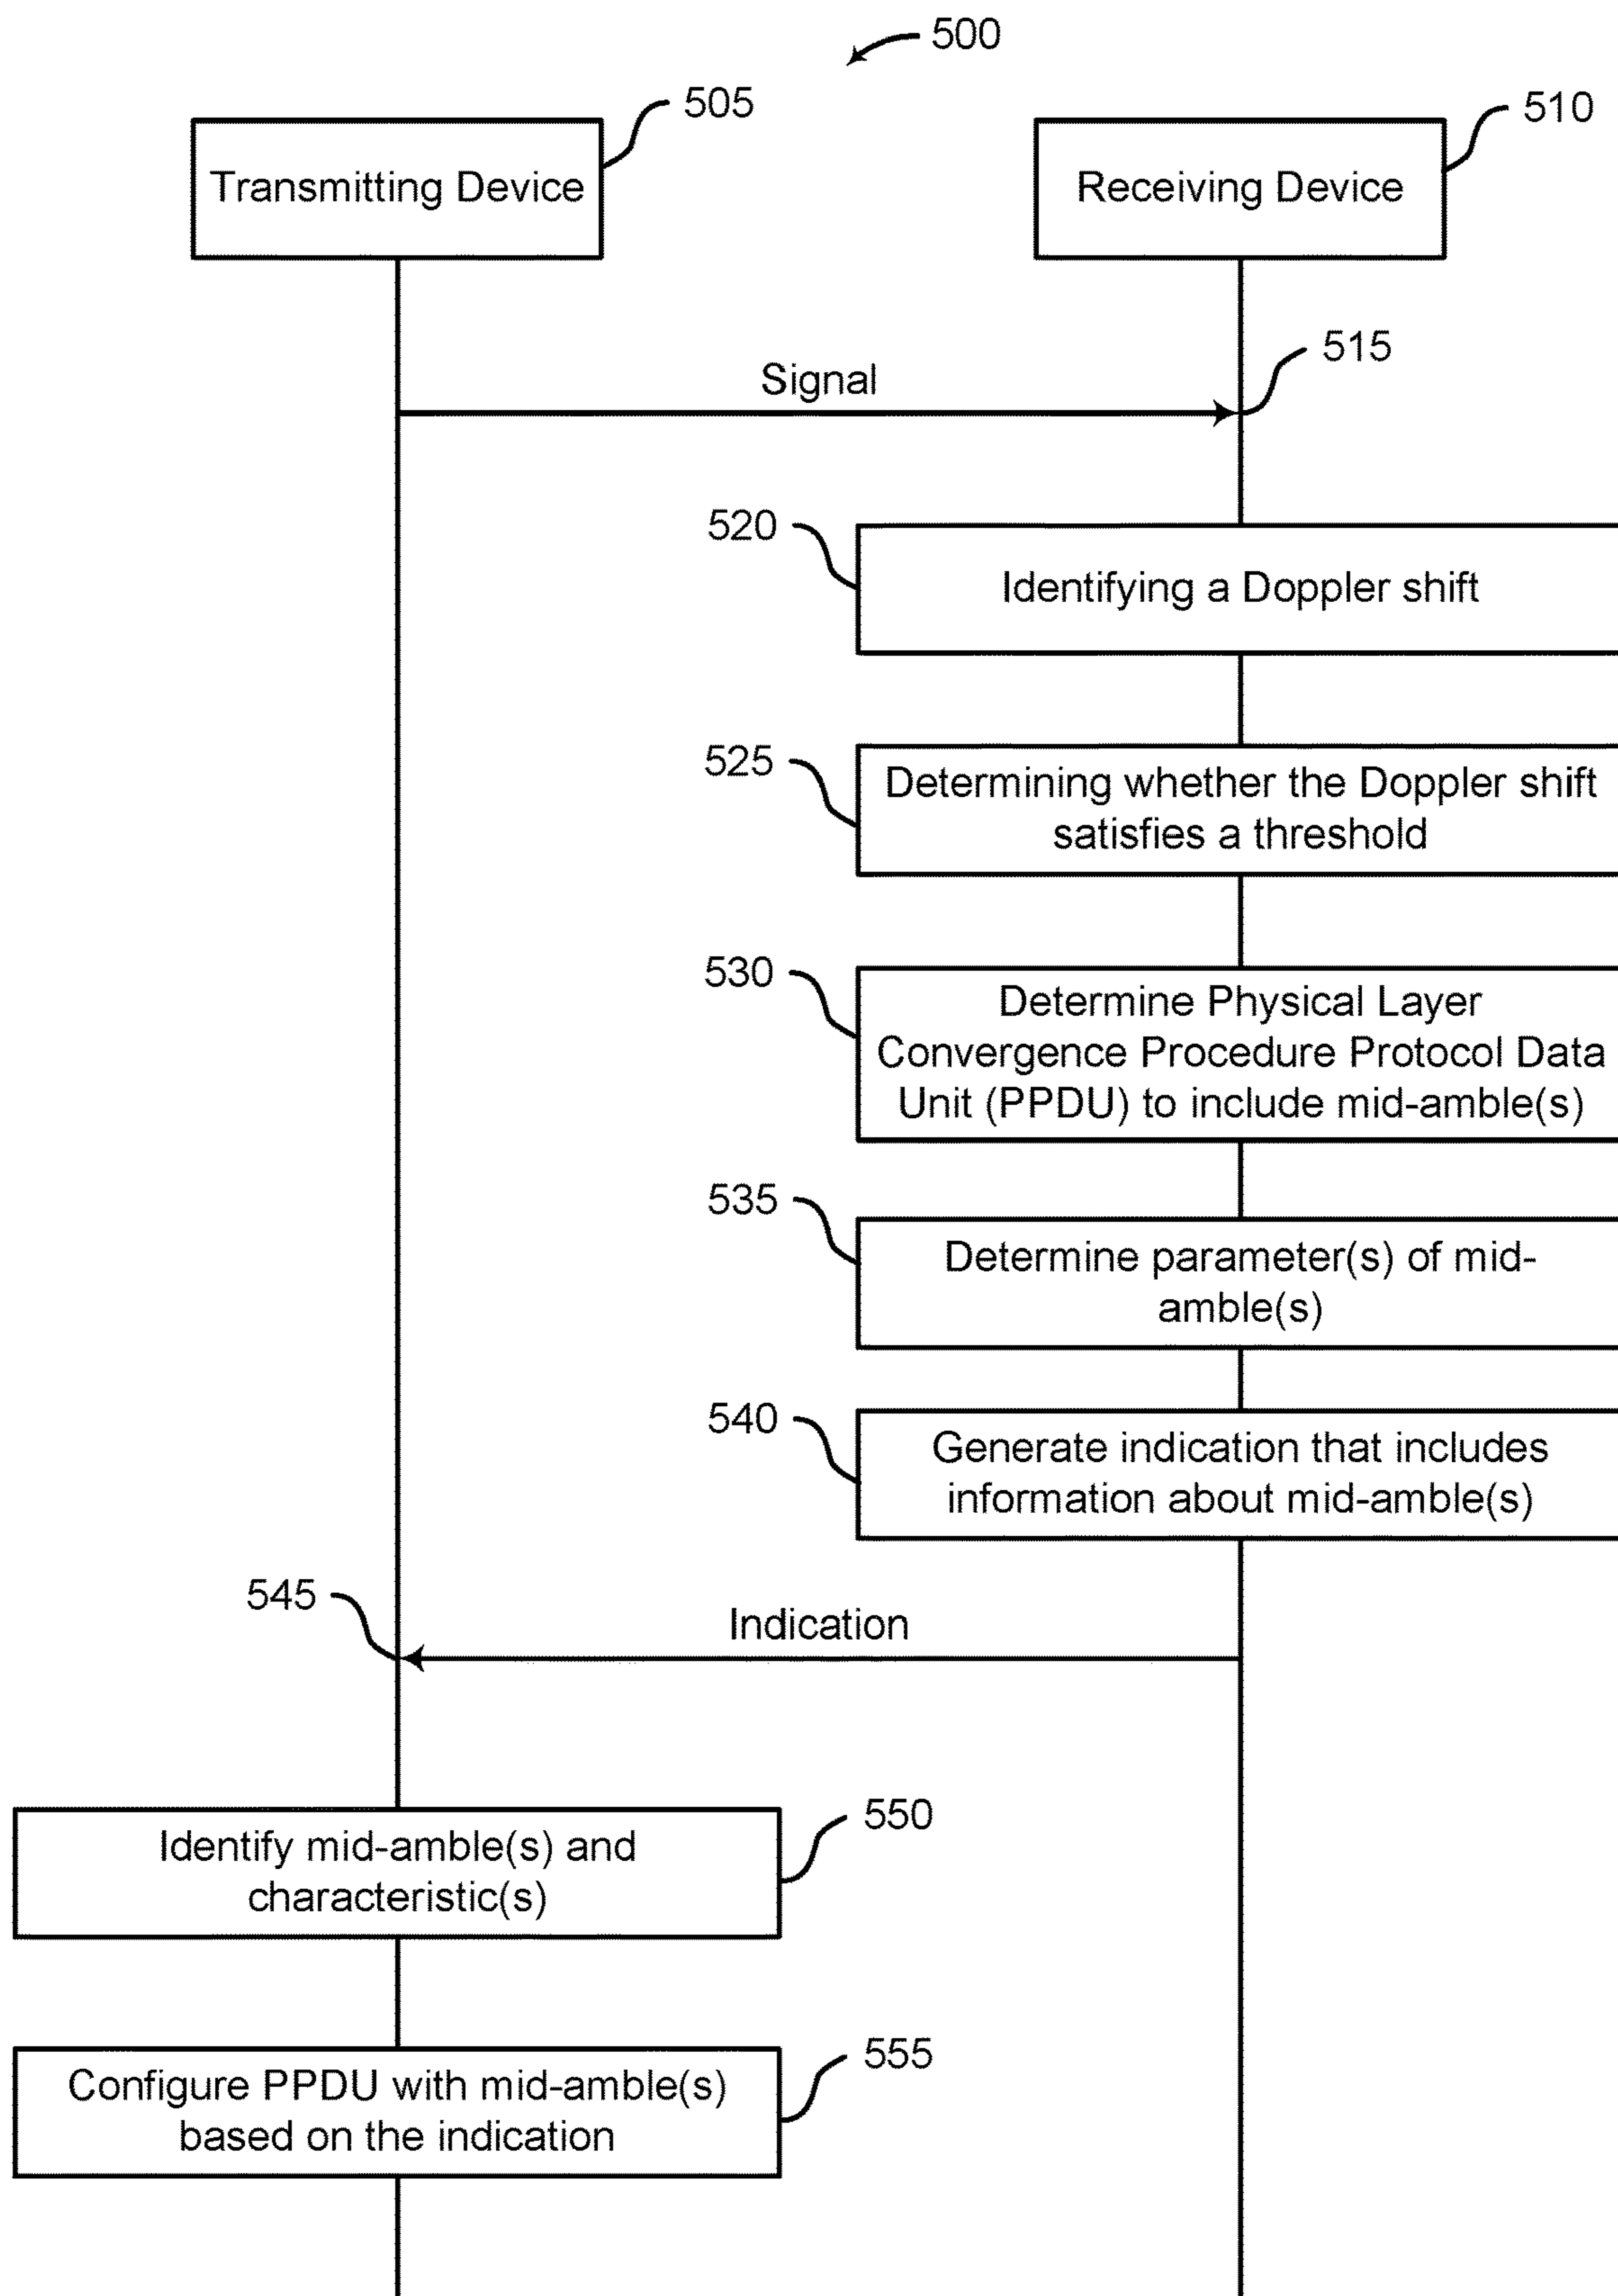 500
505
510
Transmitting Device
Receiving Device
515
Signal
520
Identifying a Doppler shift
525
Determining whether the Doppler shift
satisfies a threshold
530
Determine Physical Layer
Convergence Procedure Protocol Data
Unit (PPDU) to include mid-amble(s)
535
Determine parameter(s) of mid-
amble(s)
540
Generate indication that includes
information about mid-amble(s)
545
Indication
550
Identify mid-amble(s) and
characteristic(s)
555
Configure PPDU with mid-amble(s)
based on the indication